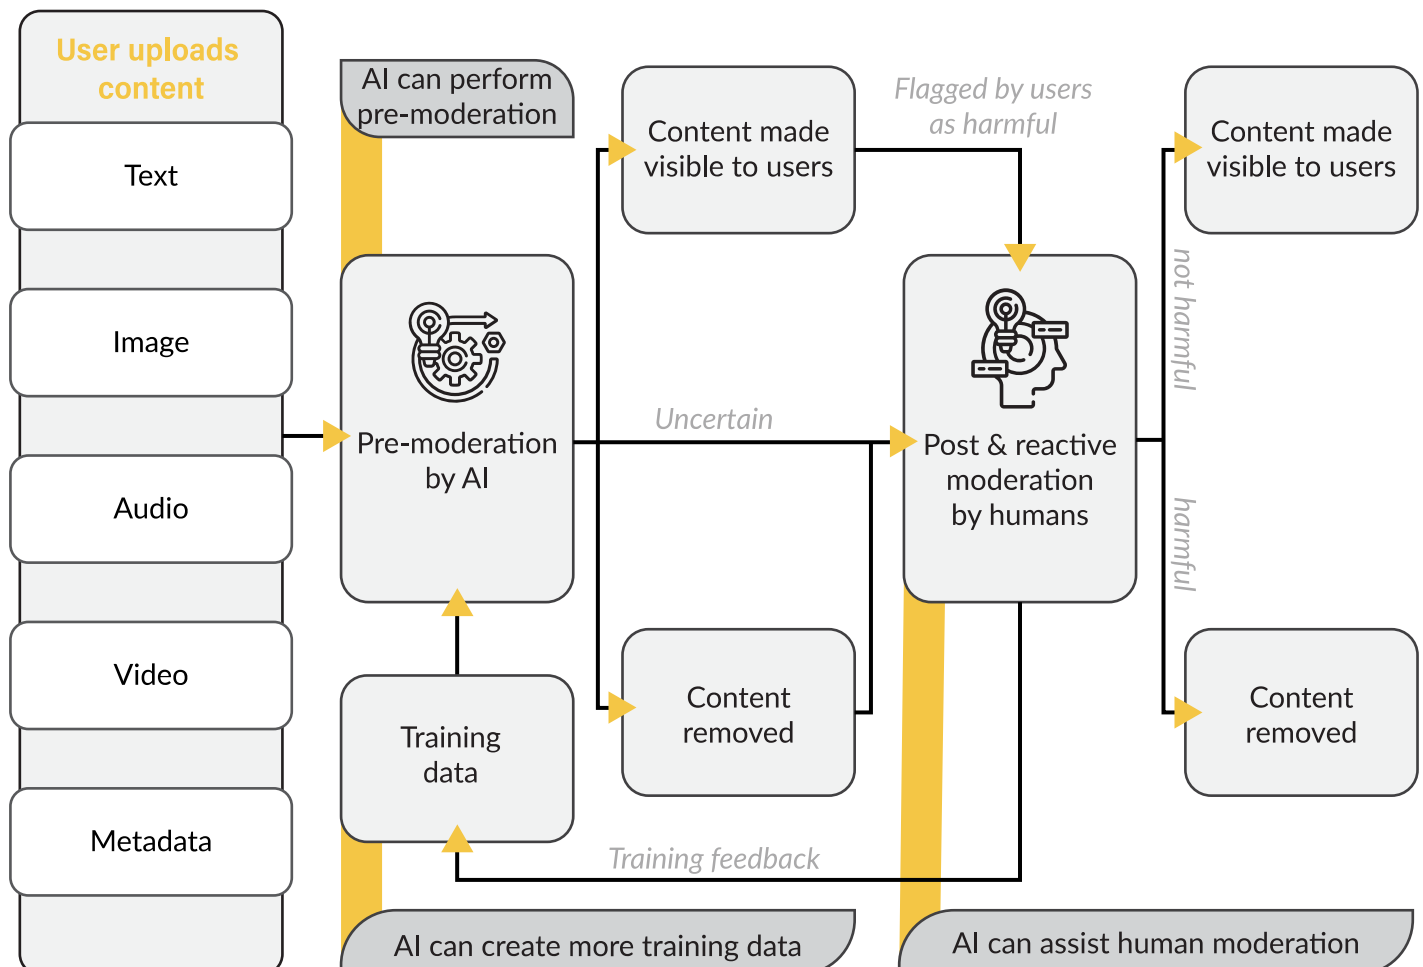 User uploads
content
Text
Image
Audio
Video
Metadata
AI can perform
pre-moderation
Pre-moderation
by AI
Training
data
Content made
visible to users
Uncertain
Content
removed
Training feedback
AI can create more training data
Flagged by users
as harmful
Post & reactive
moderation
by humans
AI can assist human moderation
Content made
visible to users
not harmful
harmful
Content
removed